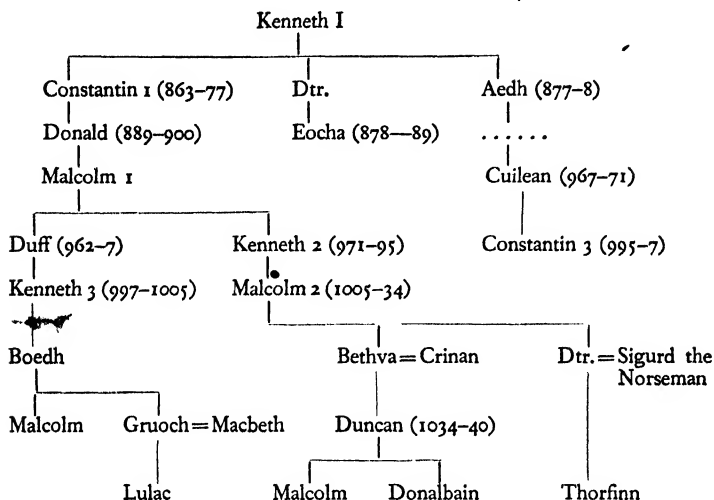 Kenneth I
Constantin 1 (863–77) Dtr. Aedh (877–8)
Donald (889–900) Eocha (878—89) ......
Malcolm 1 Cuilean (967–71)
Duff (962–7) Kenneth 2 (971–95) Constantin 3 (995–7)
Kenneth 3 (997–1005) Malcolm 2 (1005–34)
Boedh Bethva=Crinan Dtr.=Sigurd the
Norseman
Malcolm Gruoch=Macbeth Duncan (1034–40)
Lulac Malcolm Donalbain Thorfinn